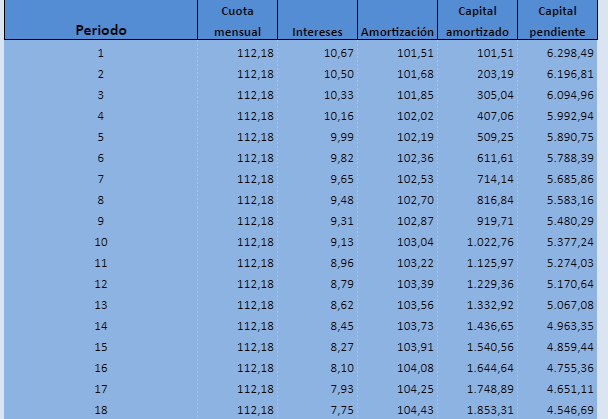 Periodo Cuota mensual Intereses Amortización Capital amortizado Capital pendiente
1 112,18 10,67 101,51 101,51 6.298,49
2 112,18 10,50 101,68 203,19 6.196,81
3 112,18 10,33 101,85 305,04 6.094,96
4 112,18 10,16 102,02 407,06 5.992,94
5 112,18 9,99 102,19 509,25 5.890,75
6 112,18 9,82 102,36 611,61 5.788,39
7 112,18 9,65 102,53 714,14 5.685,86
8 112,18 9,48 102,70 816,84 5.583,16
9 112,18 9,31 102,87 919,71 5.480,29
10 112,18 9,13 103,04 1.022,76 5.377,24
11 112,18 8,96 103,22 1.125,97 5.274,03
12 112,18 8,79 103,39 1.229,36 5.170,64
13 112,18 8,62 103,56 1.332,92 5.067,08
14 112,18 8,45 103,73 1.436,65 4.963,35
15 112,18 8,27 103,91 1.540,56 4.859,44
16 112,18 8,10 104,08 1.644,64 4.755,36
17 112,18 7,93 104,25 1.748,89 4.651,11
18 112,18 7,75 104,43 1.853,31 4.546,69